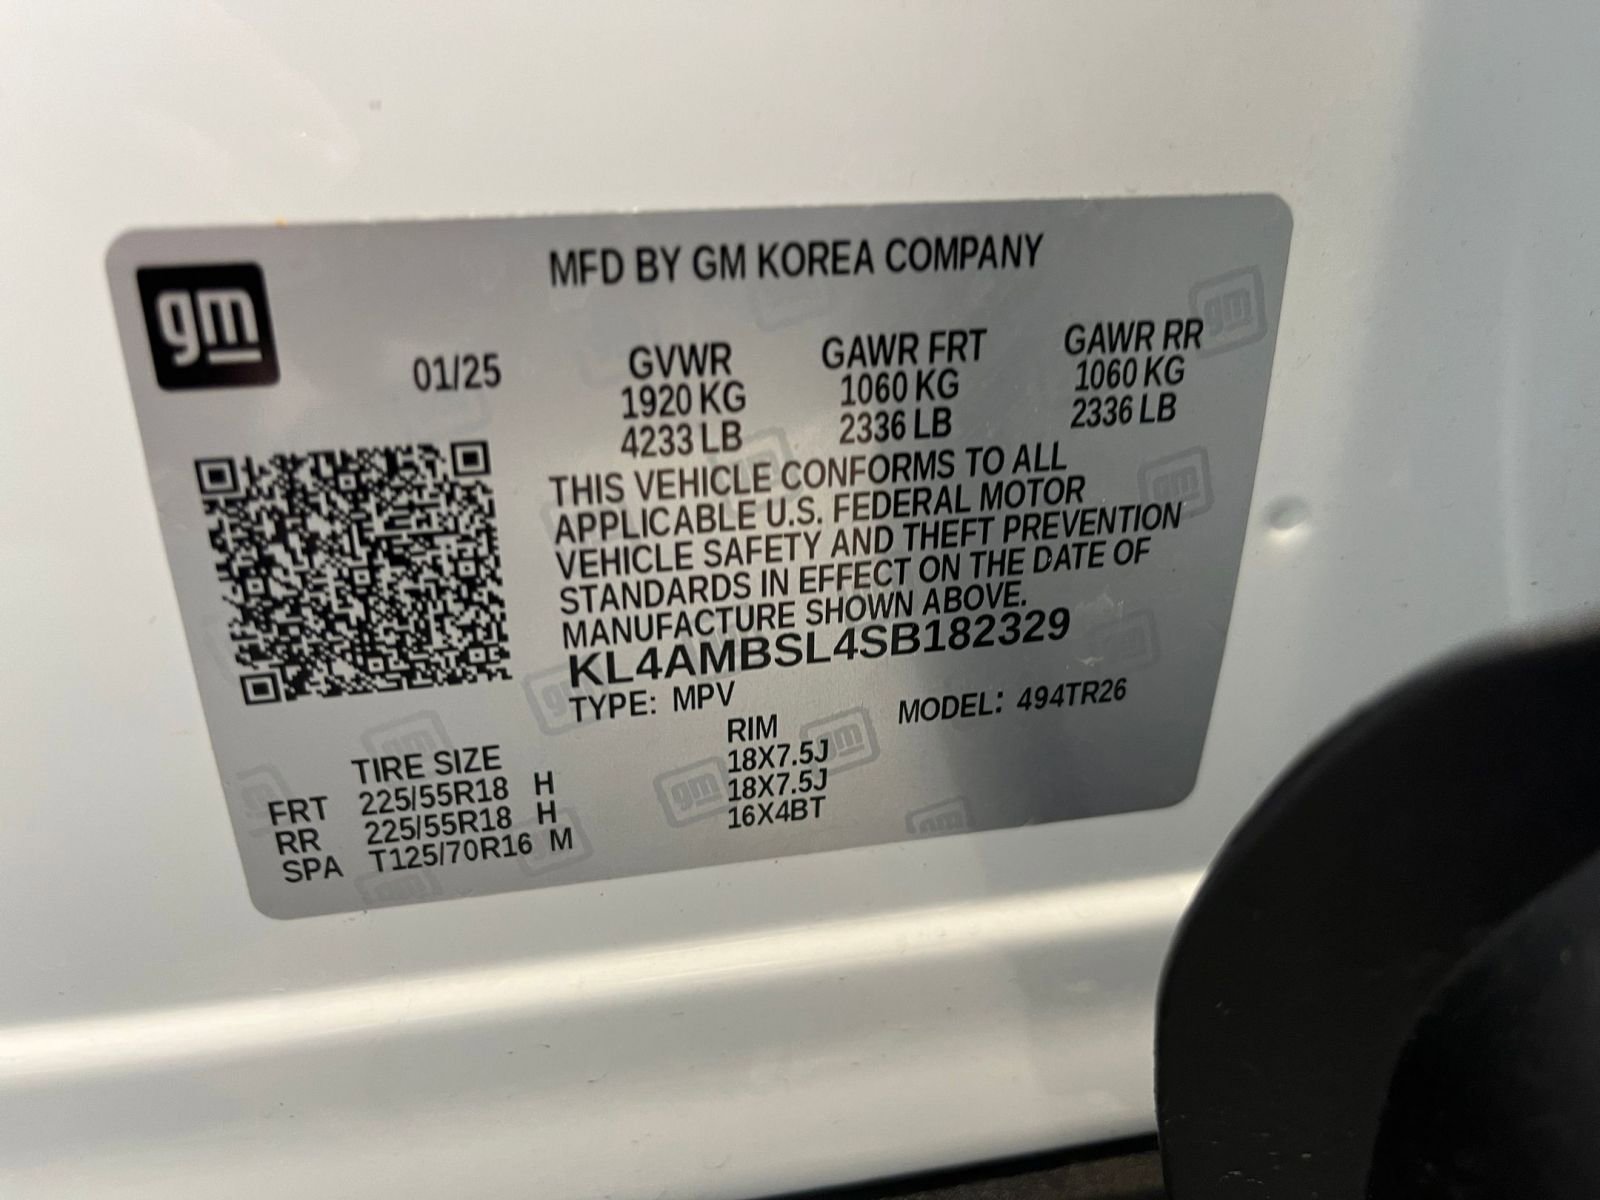 gm
MFD BY GM KOREA COMPANY
01/25
GVWR GAWR FRT GAWR RR
1920 KG 1060 KG 1060 KG
4233 LB 2336 LB 2336 LB
THIS VEHICLE CONFORMS TO ALL
APPLICABLE U.S. FEDERAL MOTOR
VEHICLE SAFETY AND THEFT PREVENTION
STANDARDS IN EFFECT ON THE DATE OF
MANUFACTURE SHOWN ABOVE.
KL4AMBSL4SB182329
TYPE: MPV MODEL: 494TR26
TIRE SIZE RIM
FRT 225/55R18 H 18X7.5J
RR 225/55R18 H 18X7.5J
SPA T125/70R16 M 16X4BT